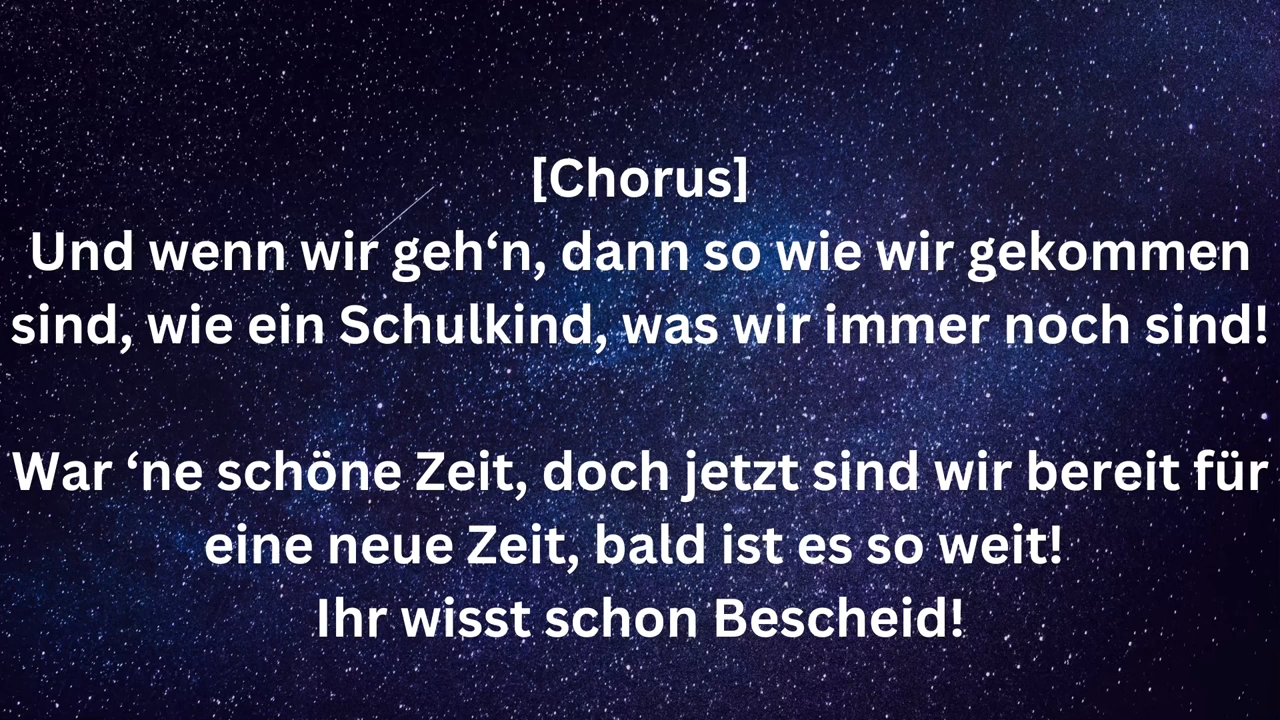 [Chorus]
Und wenn wir geh‘n, dann so wie wir gekommen
sind, wie ein Schulkind, was wir immer noch sind!
War ‘ne schöne Zeit, doch jetzt sind wir bereit für
eine neue Zeit, bald ist es so weit!
Ihr wisst schon Bescheid!